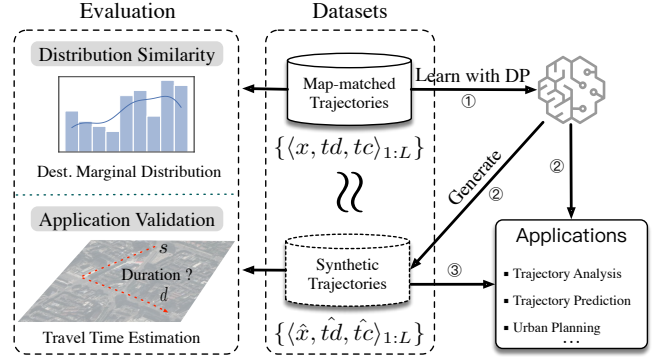 Evaluation
Distribution Similarity
Dest. Marginal Distribution
Application Validation
s
Duration ?
d
Travel Time Estimation
Datasets
Map-matched
Trajectories
{⟨x, td, tc⟩1:L}
≈
Synthetic
Trajectories
{⟨x̂, t̂d, t̂c⟩1:L}
Learn with DP
①
Generate
②
②
③
Applications
▪ Trajectory Analysis
▪ Trajectory Prediction
▪ Urban Planning
...